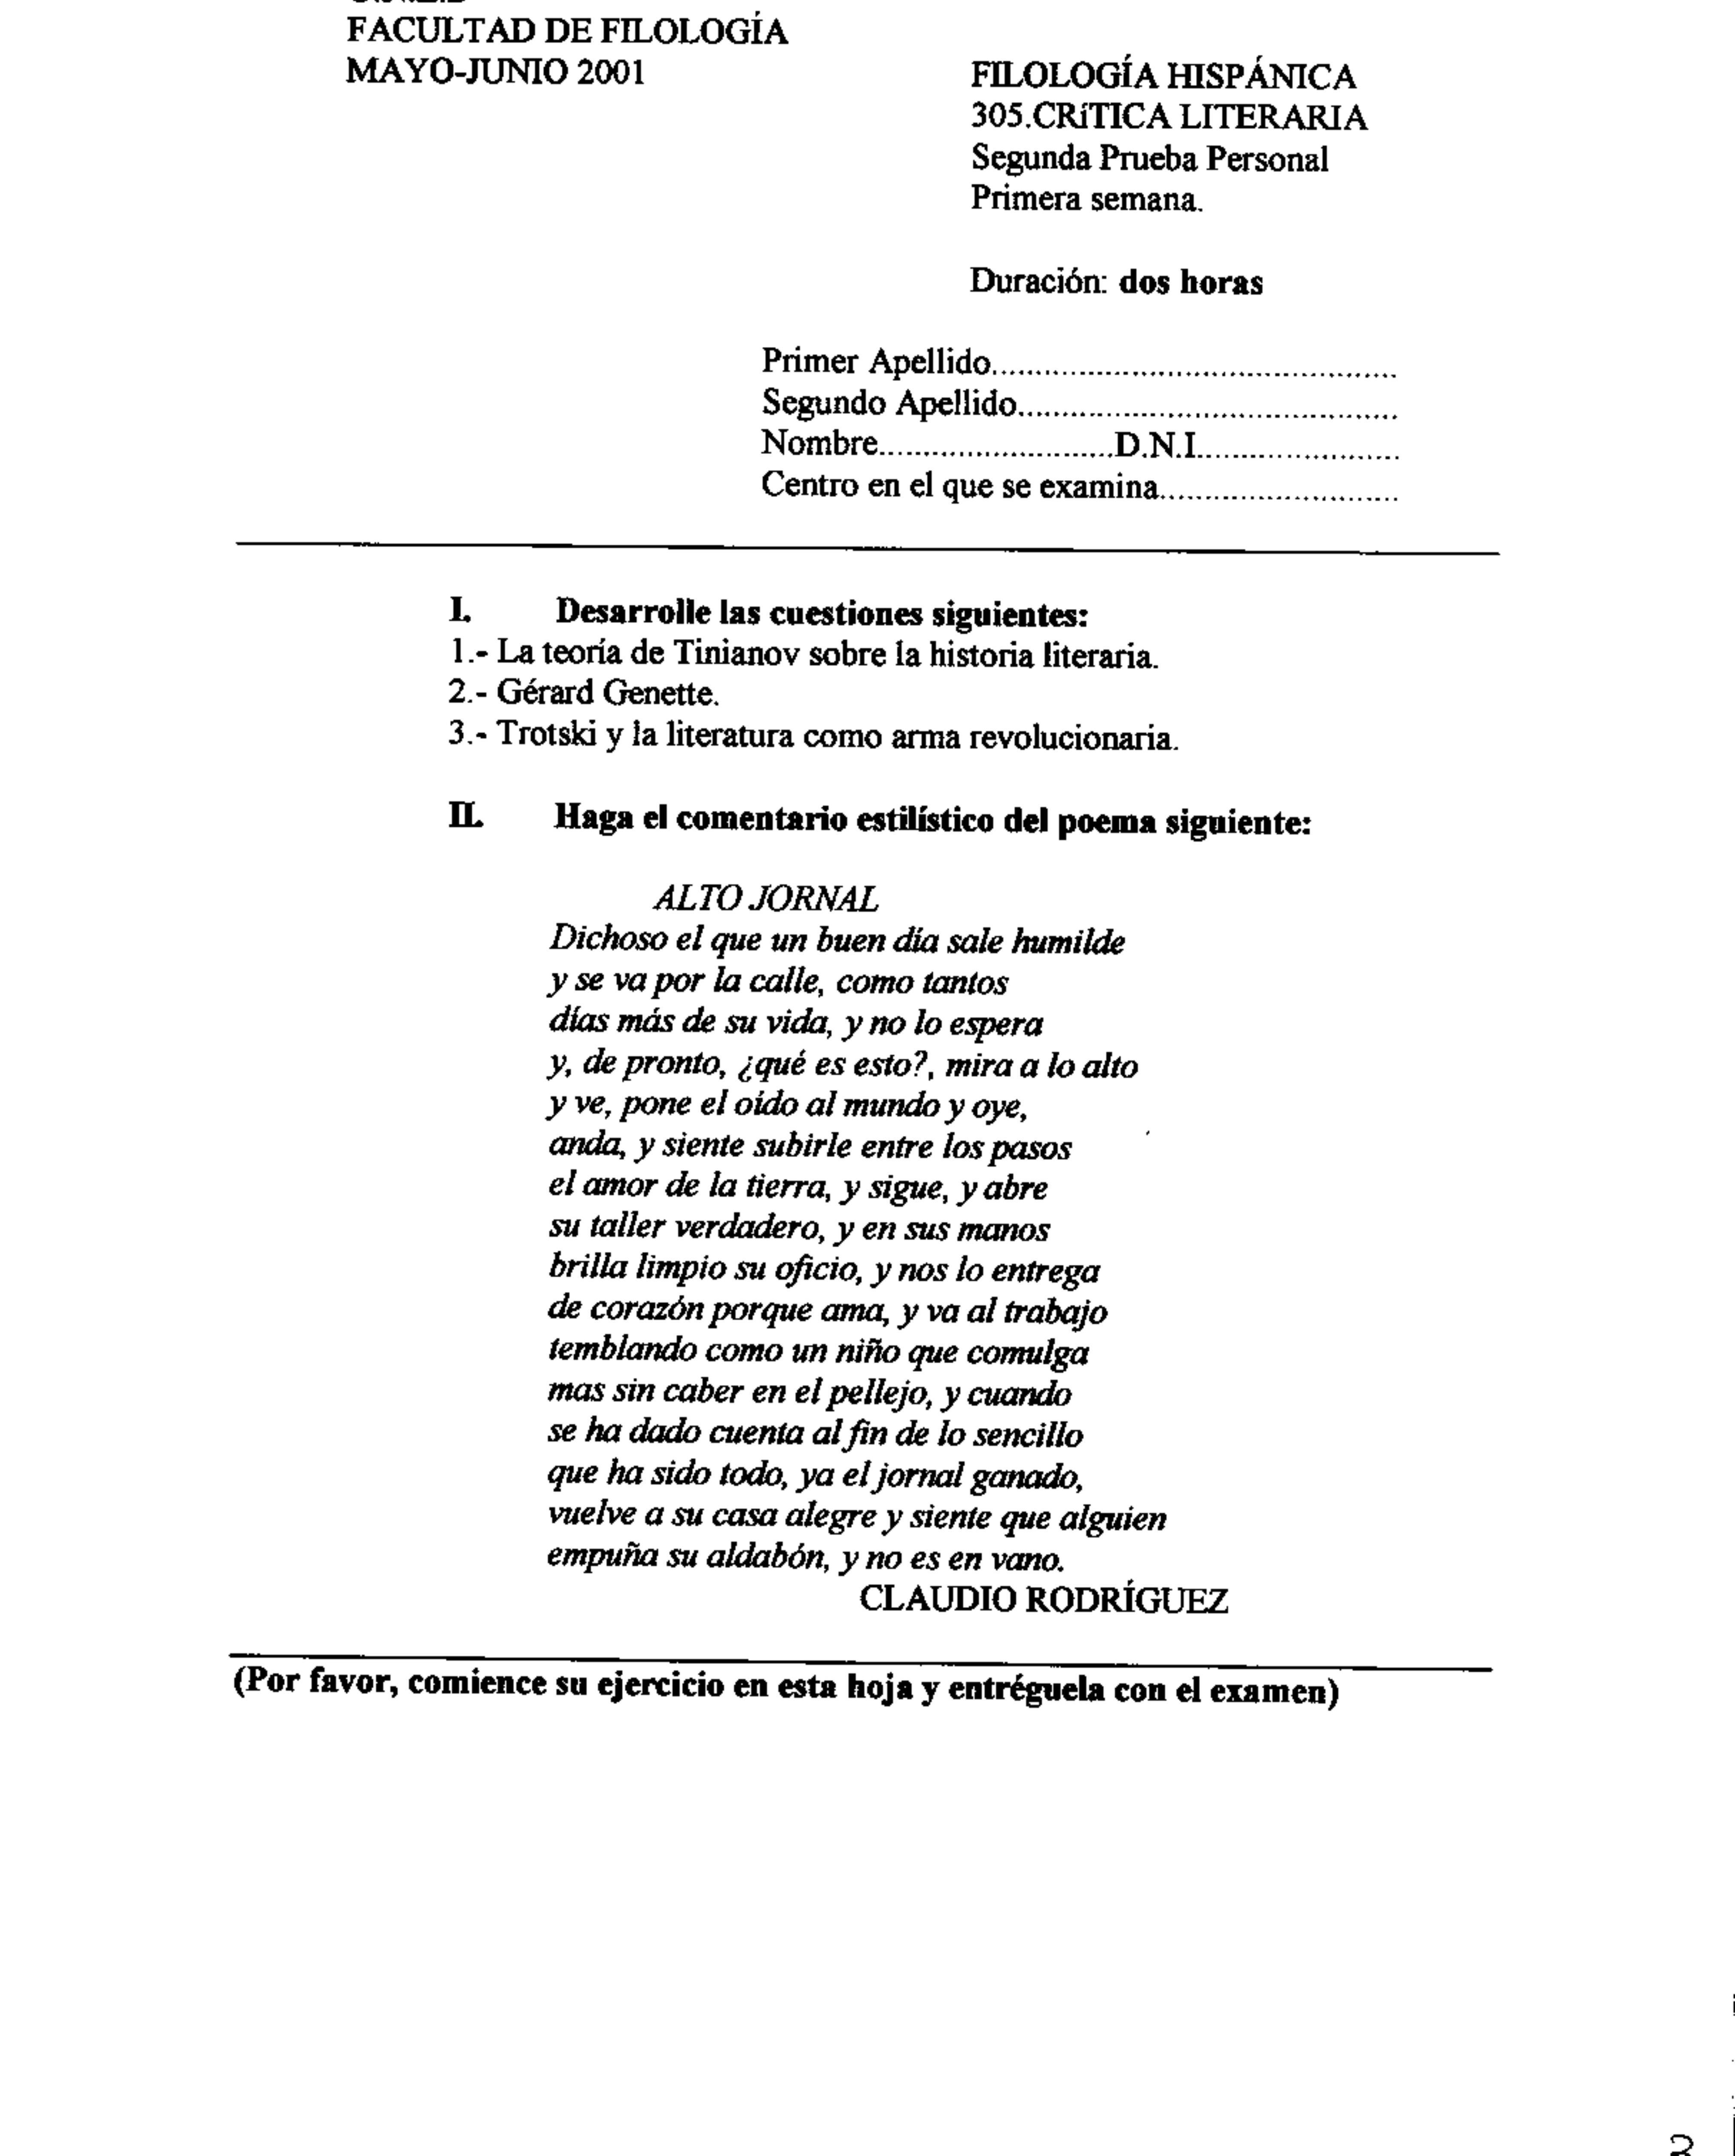 FACULTAD DE FILOLOGÍA
MAYO-JUNIO 2001
FILOLOGÍA HISPÁNICA
305.CRíTICA LITERARIA
Segunda Prueba Personal
Primera semana.
Duración: dos horas
Primer Apellido..............................................
Segundo Apellido...........................................
Nombre..........................D.N.I.......................
Centro en el que se examina...........................
I. Desarrolle las cuestiones siguientes:
1.- La teoría de Tinianov sobre la historia literaria.
2.- Gérard Genette.
3.- Trotski y la literatura como arma revolucionaria.
II. Haga el comentario estilístico del poema siguiente:
ALTO JORNAL
Dichoso el que un buen día sale humilde
y se va por la calle, como tantos
días más de su vida, y no lo espera
y, de pronto, ¿qué es esto?, mira a lo alto
y ve, pone el oído al mundo y oye,
anda, y siente subirle entre los pasos
el amor de la tierra, y sigue, y abre
su taller verdadero, y en sus manos
brilla limpio su oficio, y nos lo entrega
de corazón porque ama, y va al trabajo
temblando como un niño que comulga
mas sin caber en el pellejo, y cuando
se ha dado cuenta al fin de lo sencillo
que ha sido todo, ya el jornal ganado,
vuelve a su casa alegre y siente que alguien
empuña su aldabón, y no es en vano.
CLAUDIO RODRÍGUEZ
(Por favor, comience su ejercicio en esta hoja y entréguela con el examen)